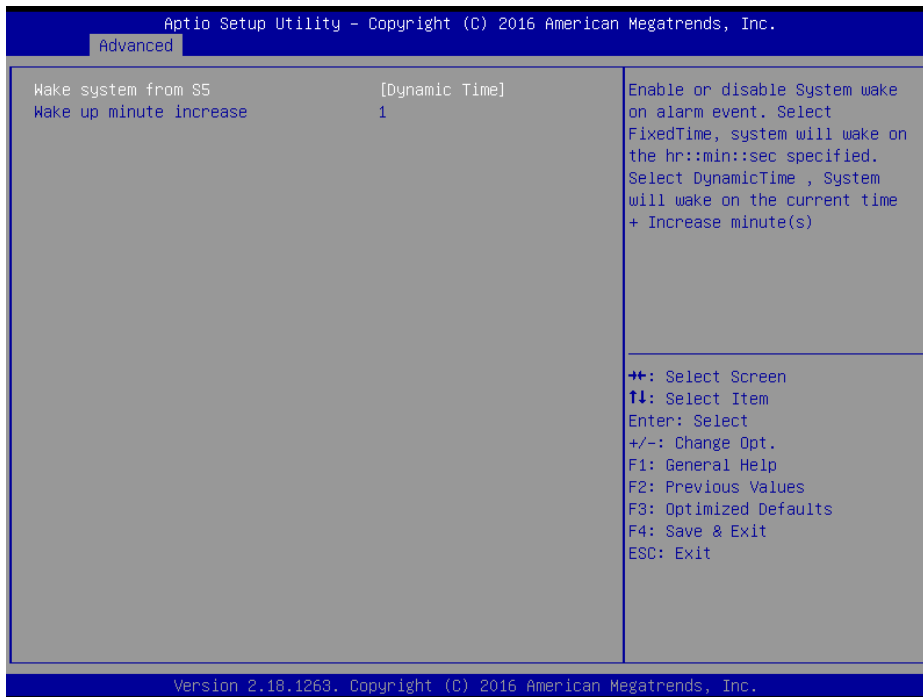 Aptio Setup Utility – Copyright (C) 2016 American Megatrends, Inc.
Advanced
Wake system from S5 [Dynamic Time]
Wake up minute increase 1
Enable or disable System wake
on alarm event. Select
FixedTime, system will wake on
the hr::min::sec specified.
Select DynamicTime , System
will wake on the current time
+ Increase minute(s)
→←: Select Screen
↑↓: Select Item
Enter: Select
+/-: Change Opt.
F1: General Help
F2: Previous Values
F3: Optimized Defaults
F4: Save & Exit
ESC: Exit
Version 2.18.1263. Copyright (C) 2016 American Megatrends, Inc.